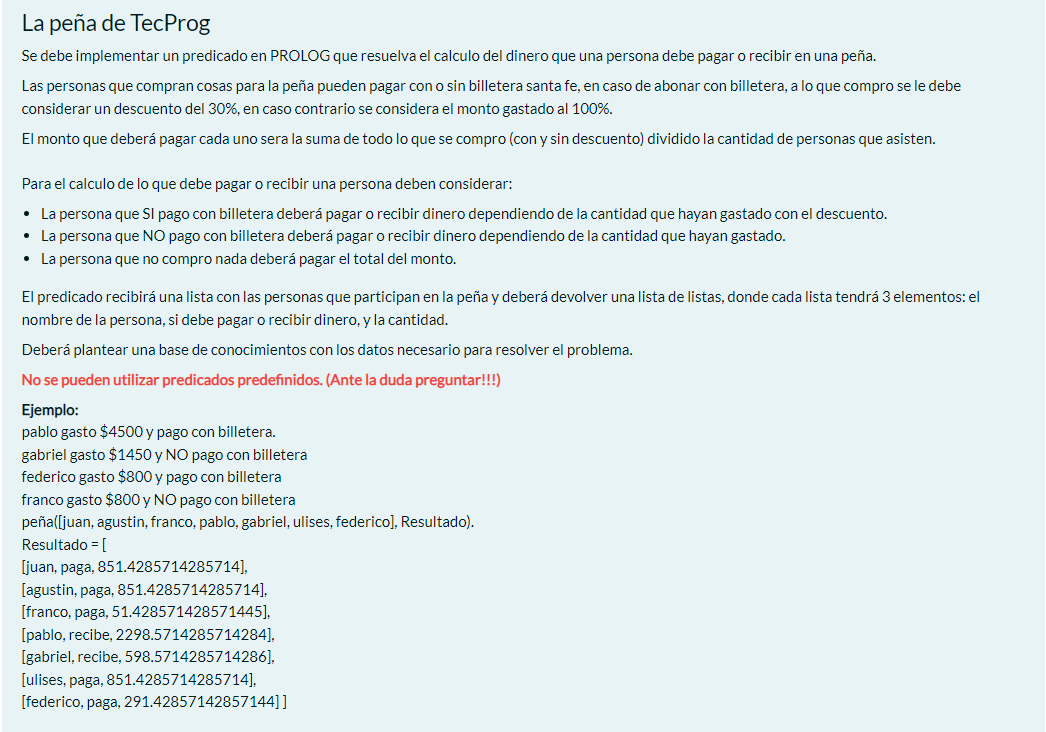 La peña de TecProg
Se debe implementar un predicado en PROLOG que resuelva el calculo del dinero que una persona debe pagar o recibir en una peña.
Las personas que compran cosas para la peña pueden pagar con o sin billetera santa fe, en caso de abonar con billetera, a lo que compro se le debe
considerar un descuento del 30%, en caso contrario se considera el monto gastado al 100%.
El monto que deberá pagar cada uno sera la suma de todo lo que se compro (con y sin descuento) dividido la cantidad de personas que asisten.
Para el calculo de lo que debe pagar o recibir una persona deben considerar:
• La persona que SI pago con billetera deberá pagar o recibir dinero dependiendo de la cantidad que hayan gastado con el descuento.
• La persona que NO pago con billetera deberá pagar o recibir dinero dependiendo de la cantidad que hayan gastado.
• La persona que no compro nada deberá pagar el total del monto.
El predicado recibirá una lista con las personas que participan en la peña y deberá devolver una lista de listas, donde cada lista tendrá 3 elementos: el
nombre de la persona, si debe pagar o recibir dinero, y la cantidad.
Deberá plantear una base de conocimientos con los datos necesario para resolver el problema.
No se pueden utilizar predicados predefinidos. (Ante la duda preguntar!!!)
Ejemplo:
pablo gasto $4500 y pago con billetera.
gabriel gasto $1450 y NO pago con billetera
federico gasto $800 y pago con billetera
franco gasto $800 y NO pago con billetera
peña([juan, agustin, franco, pablo, gabriel, ulises, federico], Resultado).
Resultado = [
[juan, paga, 851.4285714285714],
[agustin, paga, 851.4285714285714],
[franco, paga, 51.428571428571445],
[pablo, recibe, 2298.5714285714284],
[gabriel, recibe, 598.5714285714286],
[ulises, paga, 851.4285714285714],
[federico, paga, 291.42857142857144] ]